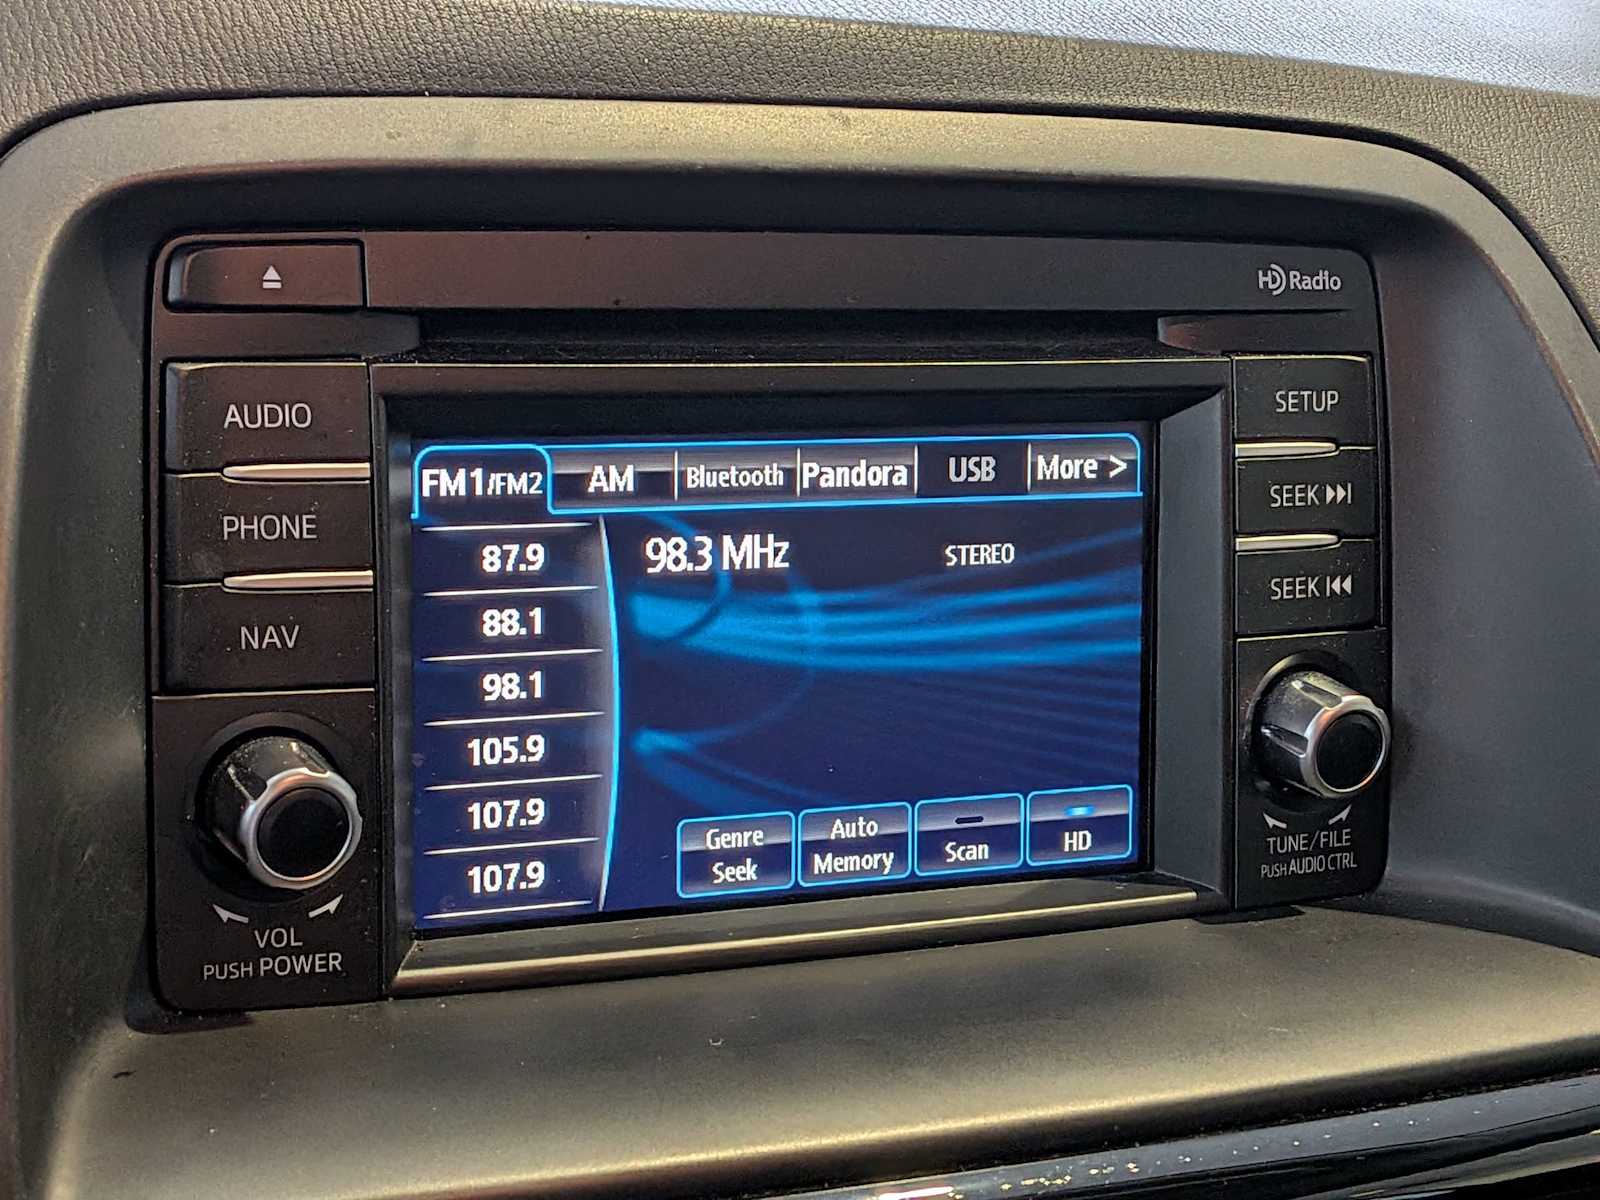 HD Radio
AUDIO
PHONE
NAV
VOL
PUSH POWER
FM1/FM2
AM
Bluetooth
Pandora
USB
More >
87.9
88.1
98.1
105.9
107.9
107.9
98.3 MHz
STEREO
Genre
Seek
Auto
Memory
Scan
HD
SETUP
SEEK
SEEK
TUNE/FILE
PUSH AUDIO CTRL